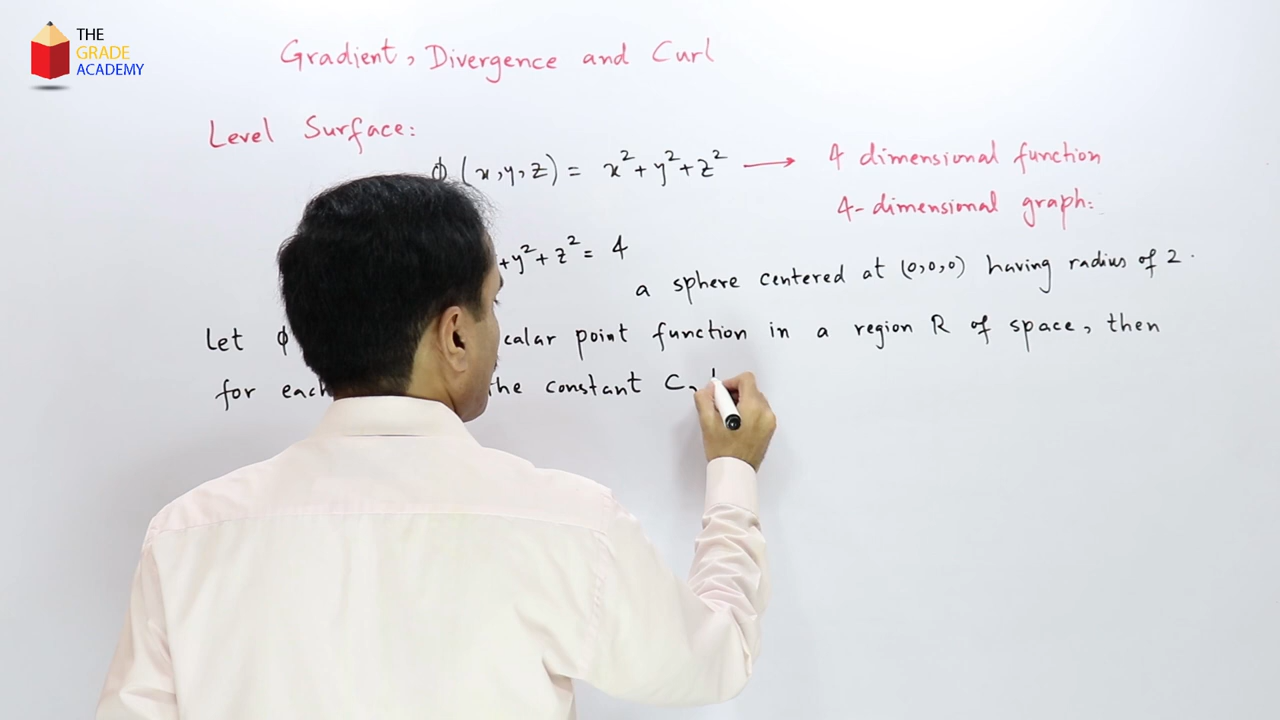 THE
GRADE
ACADEMY
Gradient, Divergence and Curl
Level Surface:
ϕ(x,y,z) = x²+y²+z² ⟶ 4 dimensional function
4-dimensional graph:
+y²+z² = 4
a sphere centered at (0,0,0) having radius of 2.
Let ϕ calar point function in a region R of space, then
for each the constant C,